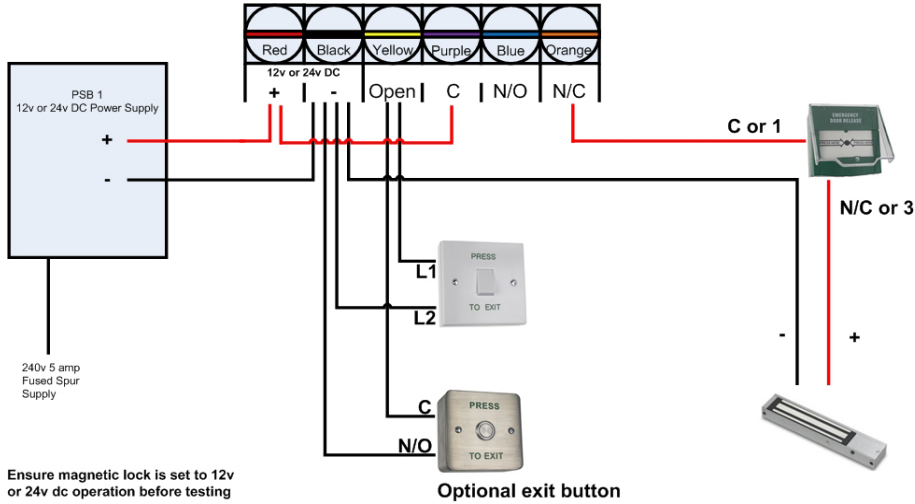 Red Black Yellow Purple Blue Orange
12v or 24v DC
+ - Open C N/O N/C
PSB 1
12v or 24v DC Power Supply
+
-
C or 1
EMERGENCY
DOOR RELEASE
N/C or 3
PRESS
TO EXIT
L1
L2
- +
240v 5 amp
Fused Spur
Supply
PRESS
TO EXIT
C
N/O
Ensure magnetic lock is set to 12v
or 24v dc operation before testing
Optional exit button